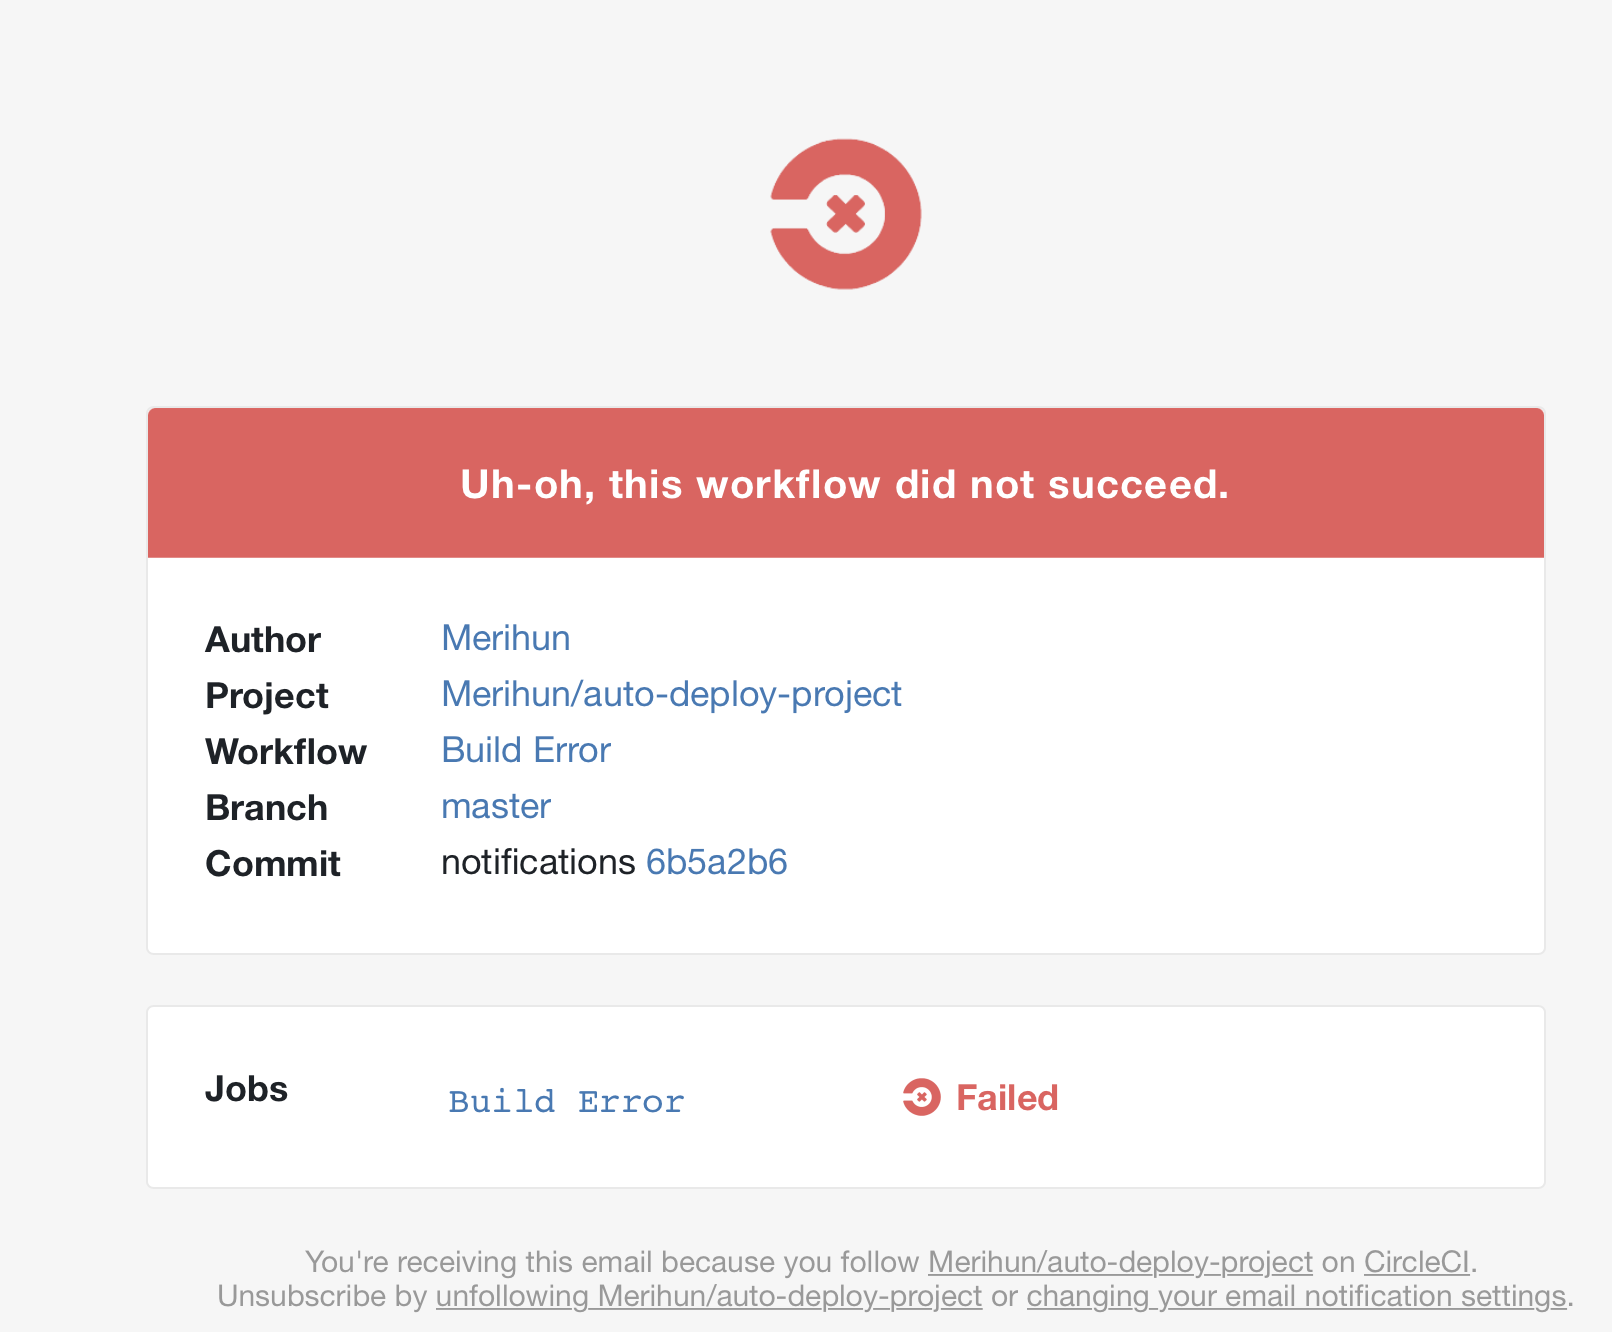 Uh-oh, this workflow did not succeed.
Author Merihun
Project Merihun/auto-deploy-project
Workflow Build Error
Branch master
Commit notifications 6b5a2b6
Jobs Build Error Failed
You're receiving this email because you follow Merihun/auto-deploy-project on CircleCI.
Unsubscribe by unfollowing Merihun/auto-deploy-project or changing your email notification settings.